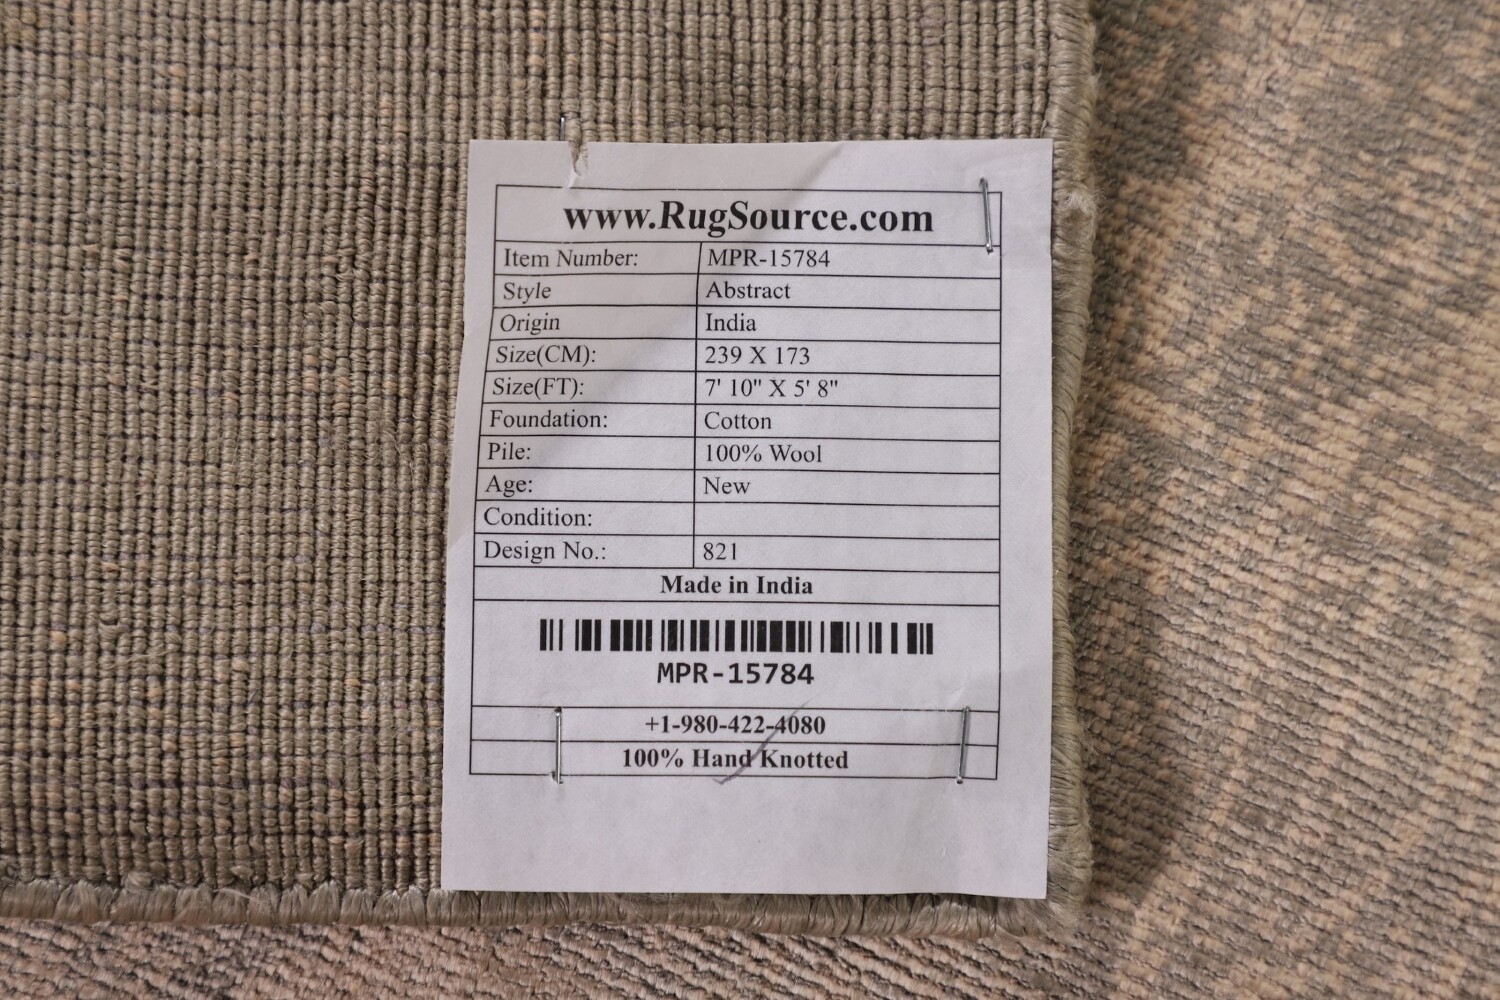 www.RugSource.com
Item Number: MPR-15784
Style Abstract
Origin India
Size(CM): 239 X 173
Size(FT): 7' 10" X 5' 8"
Foundation: Cotton
Pile: 100% Wool
Age: New
Condition:
Design No.: 821
Made in India
MPR-15784
+1-980-422-4080
100% Hand Knotted